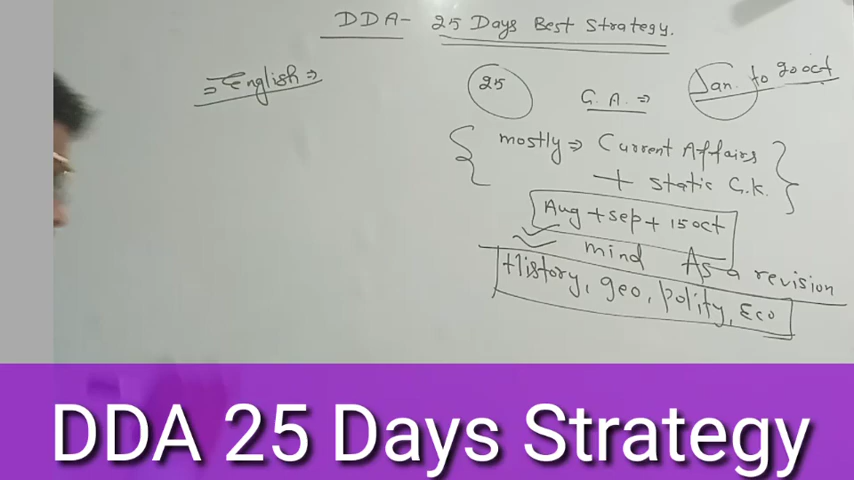 DDA- 25 Days Best Strategy.
⇒ English ⇒
25
G. A. ⇒
Jan. to 20 oct
mostly ⇒ Current Affairs
+ static G.K.
Aug + sep + 15 oct
mind As a revision
History, geo, polity, Eco
DDA 25 Days Strategy